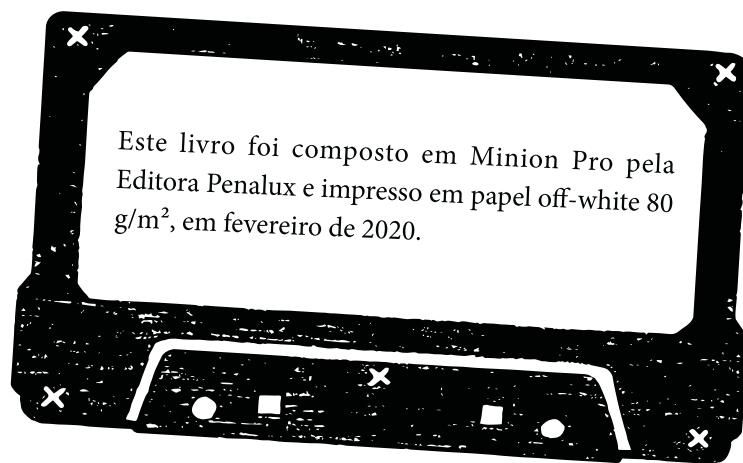 Este livro foi composto em Minion Pro pela
Editora Penalux e impresso em papel off-white 80
g/m², em fevereiro de 2020.